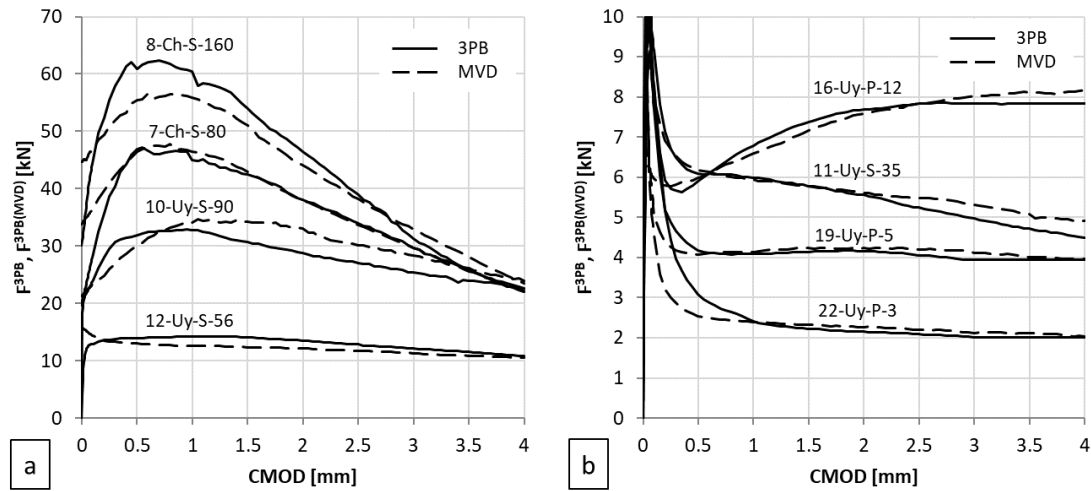 F³ᴾᴮ, F³ᴾᴮ⁽ᴹⱽᴰ⁾ [kN]
70
60
50
40
30
20
10
0
8-Ch-S-160
3PB
MVD
7-Ch-S-80
10-Uy-S-90
12-Uy-S-56
0 0.5 1 1.5 2 2.5 3 3.5 4
CMOD [mm]
a
F³ᴾᴮ, F³ᴾᴮ⁽ᴹⱽᴰ⁾ [kN]
10
9
8
7
6
5
4
3
2
1
0
3PB
MVD
16-Uy-P-12
11-Uy-S-35
19-Uy-P-5
22-Uy-P-3
0 0.5 1 1.5 2 2.5 3 3.5 4
CMOD [mm]
b